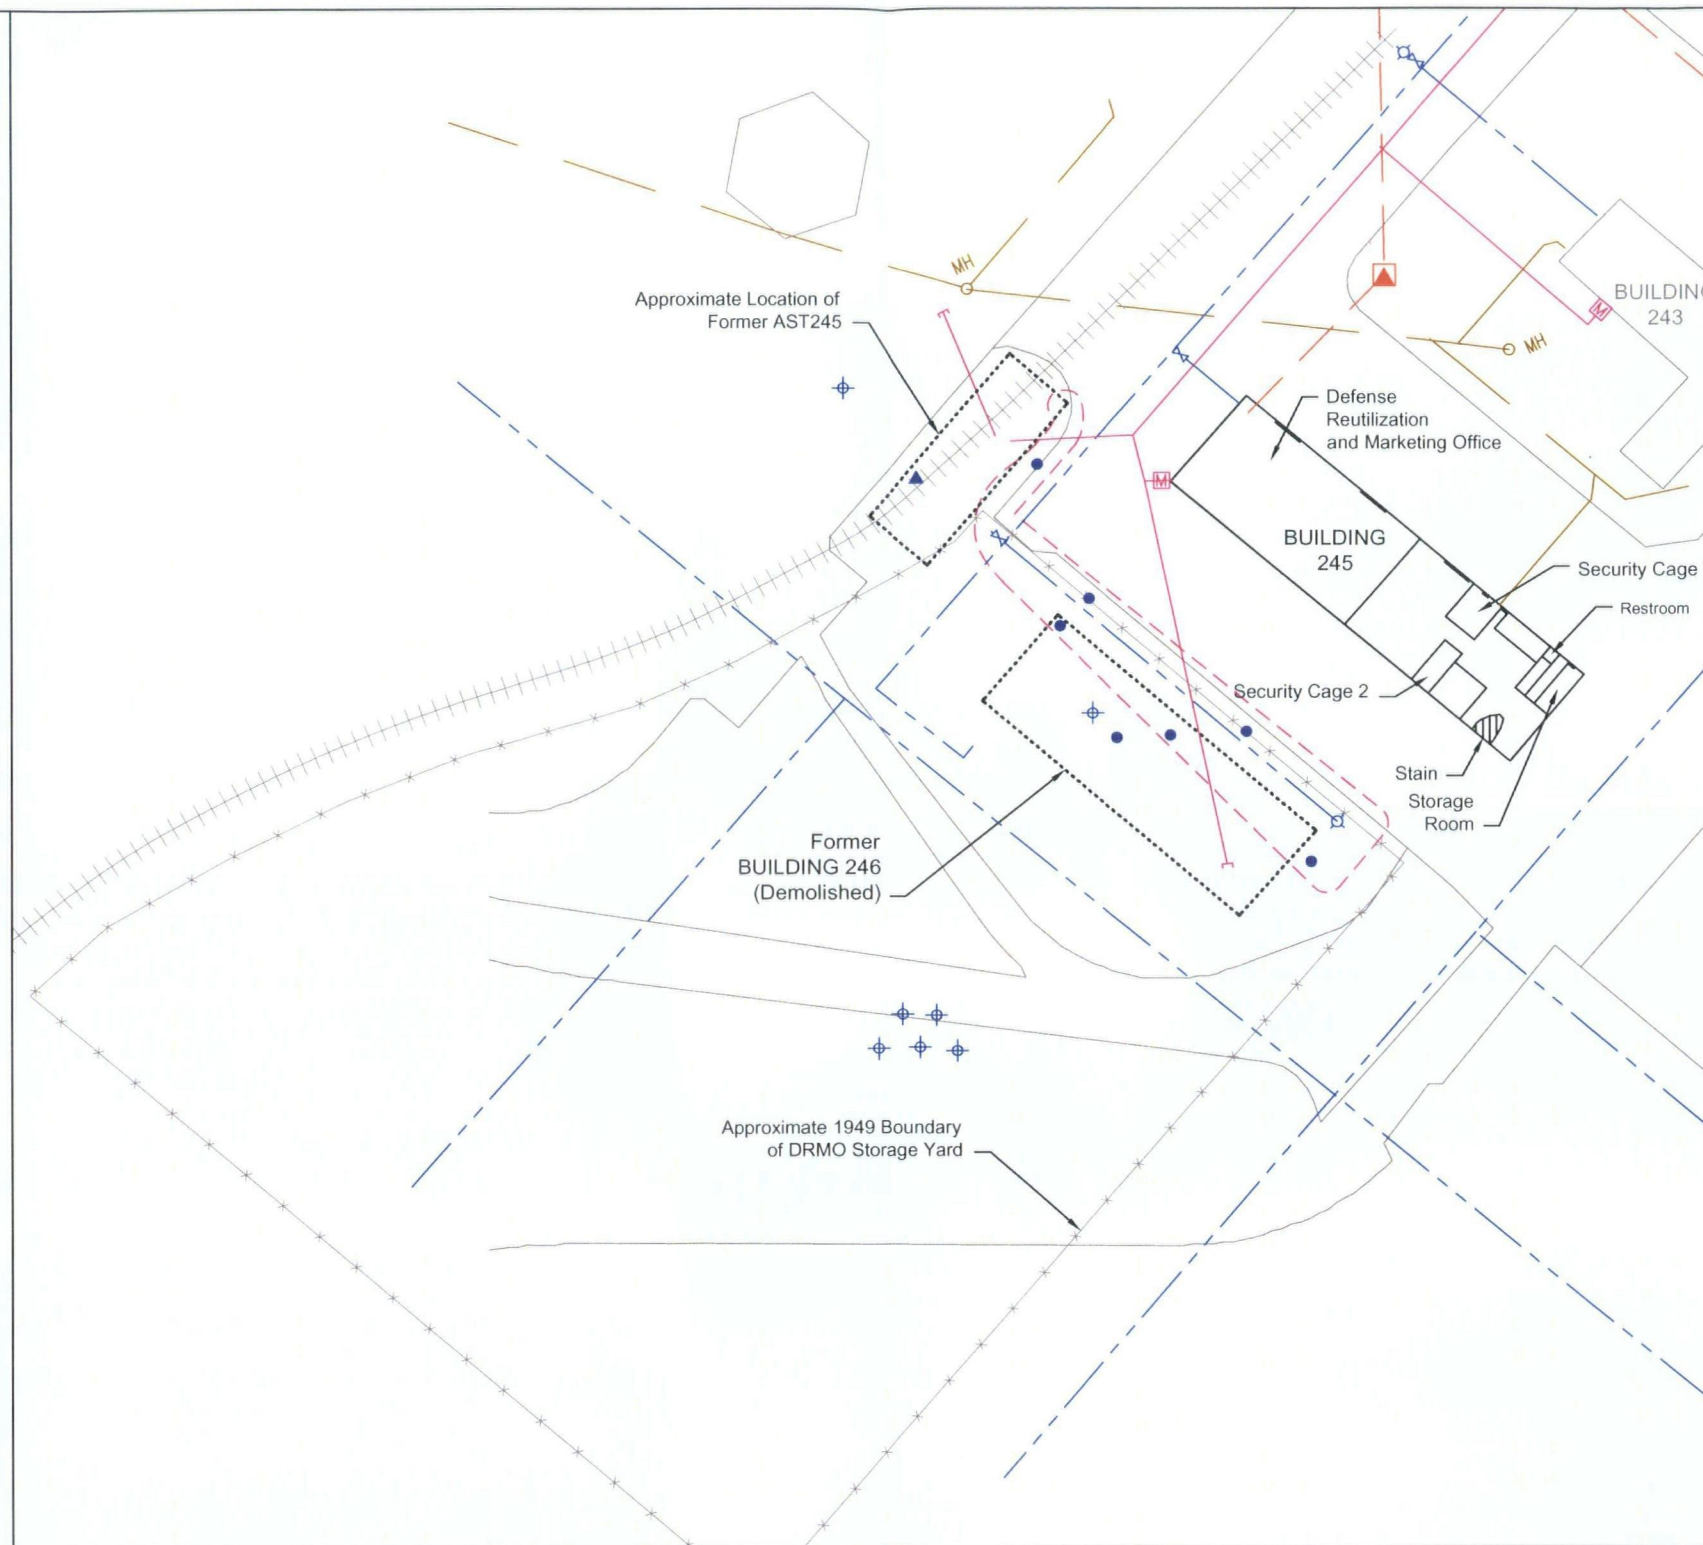 MH
Approximate Location of
Former AST245
BUILDING
243
M
MH
Defense
Reutilization
and Marketing Office
M
BUILDING
245
Security Cage
Restroom
Security Cage 2
Stain
Storage
Room
Former
BUILDING 246
(Demolished)
Approximate 1949 Boundary
of DRMO Storage Yard